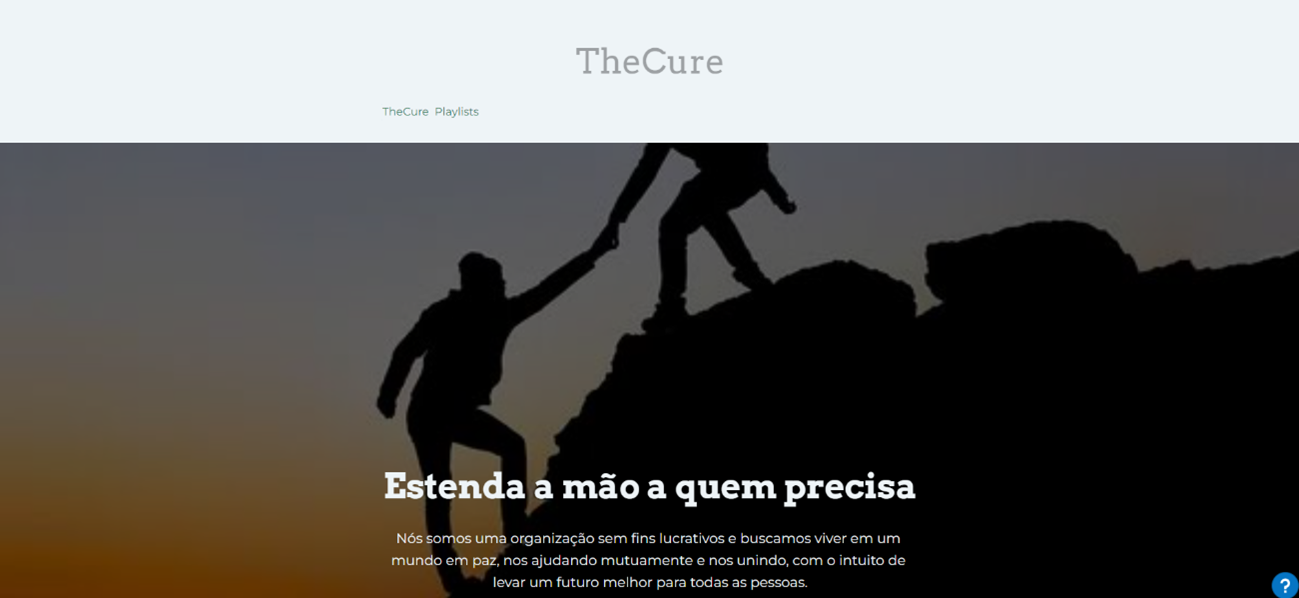 TheCure
TheCure Playlists
Estenda a mão a quem precisa
Nós somos uma organização sem fins lucrativos e buscamos viver em um
mundo em paz, nos ajudando mutuamente e nos unindo, com o intuito de
levar um futuro melhor para todas as pessoas.
?